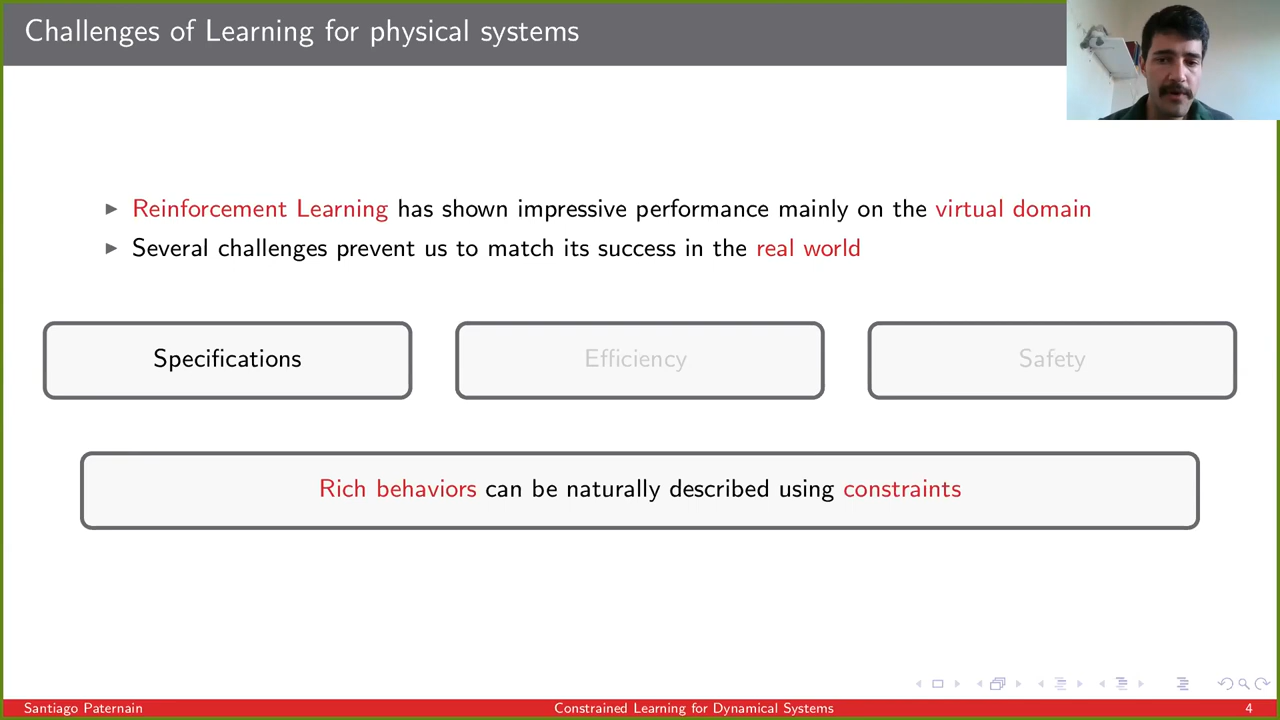 Challenges of Learning for physical systems
Reinforcement Learning has shown impressive performance mainly on the virtual domain
Several challenges prevent us to match its success in the real world
Specifications
Efficiency
Safety
Rich behaviors can be naturally described using constraints
Santiago Paternain
Constrained Learning for Dynamical Systems
4